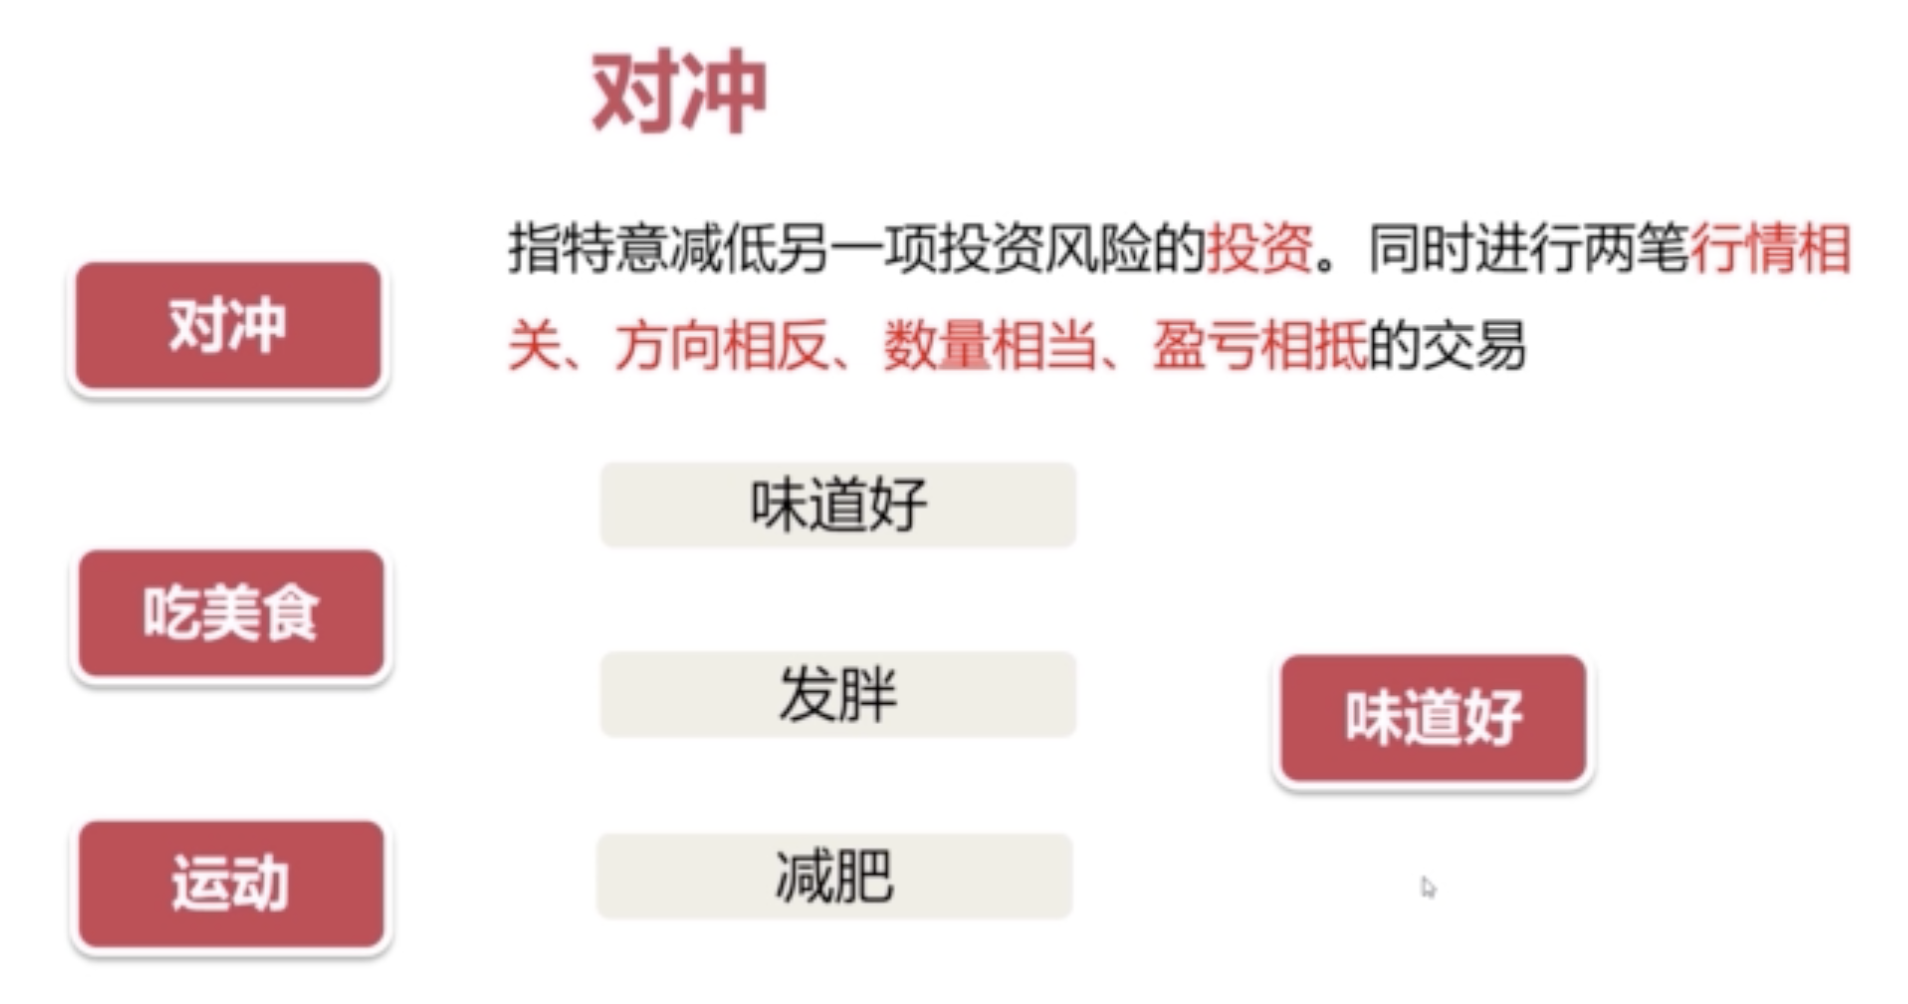 对冲
对冲
指特意减低另一项投资风险的投资。同时进行两笔行情相
关、方向相反、数量相当、盈亏相抵的交易
味道好
吃美食
发胖
味道好
运动
减肥